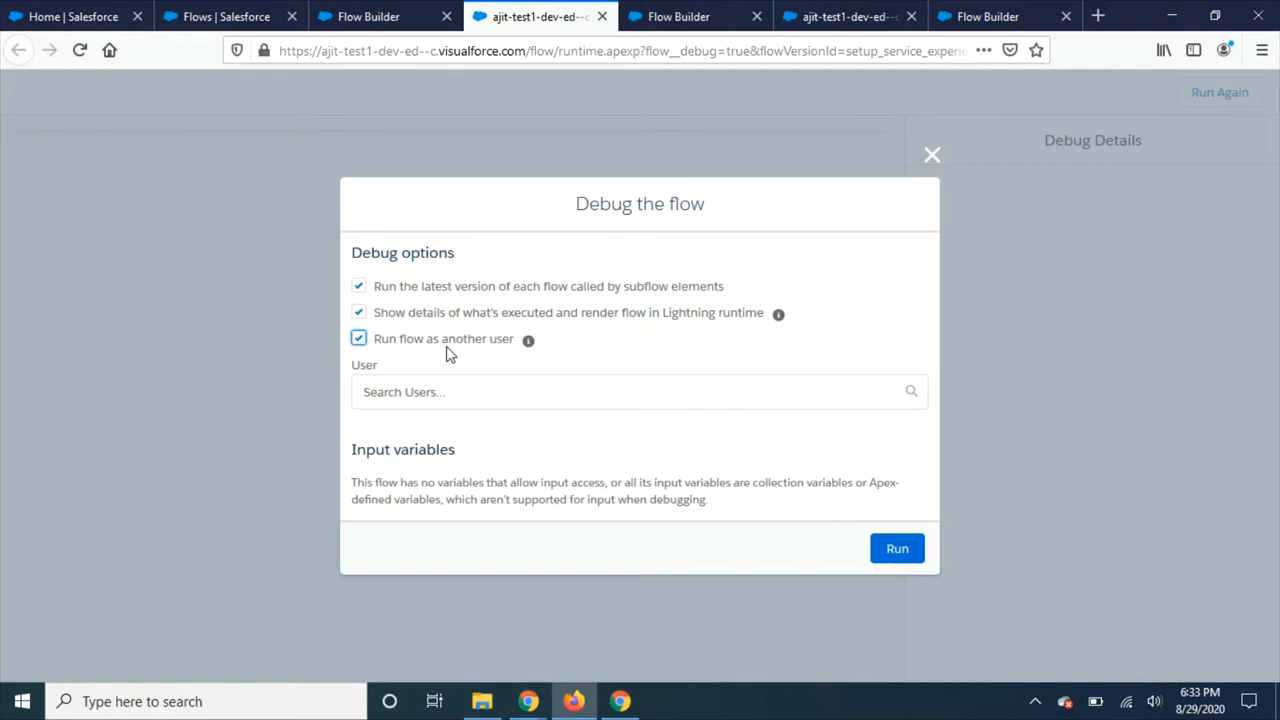 Home | Salesforce
Flows | Salesforce
Flow Builder
ajit-test1-dev-ed--c
Flow Builder
ajit-test1-dev-ed--c
Flow Builder
https://ajit-test1-dev-ed--c.visualforce.com/flow/runtime.apexp?flow__debug=true&flowVersionId=setup_service_experie
Run Again
Debug Details
Debug the flow
Debug options
Run the latest version of each flow called by subflow elements
Show details of what's executed and render flow in Lightning runtime
Run flow as another user
User
Search Users...
Input variables
This flow has no variables that allow input access, or all its input variables are collection variables or Apex-
defined variables, which aren't supported for input when debugging.
Run
Type here to search
6:33 PM
8/29/2020